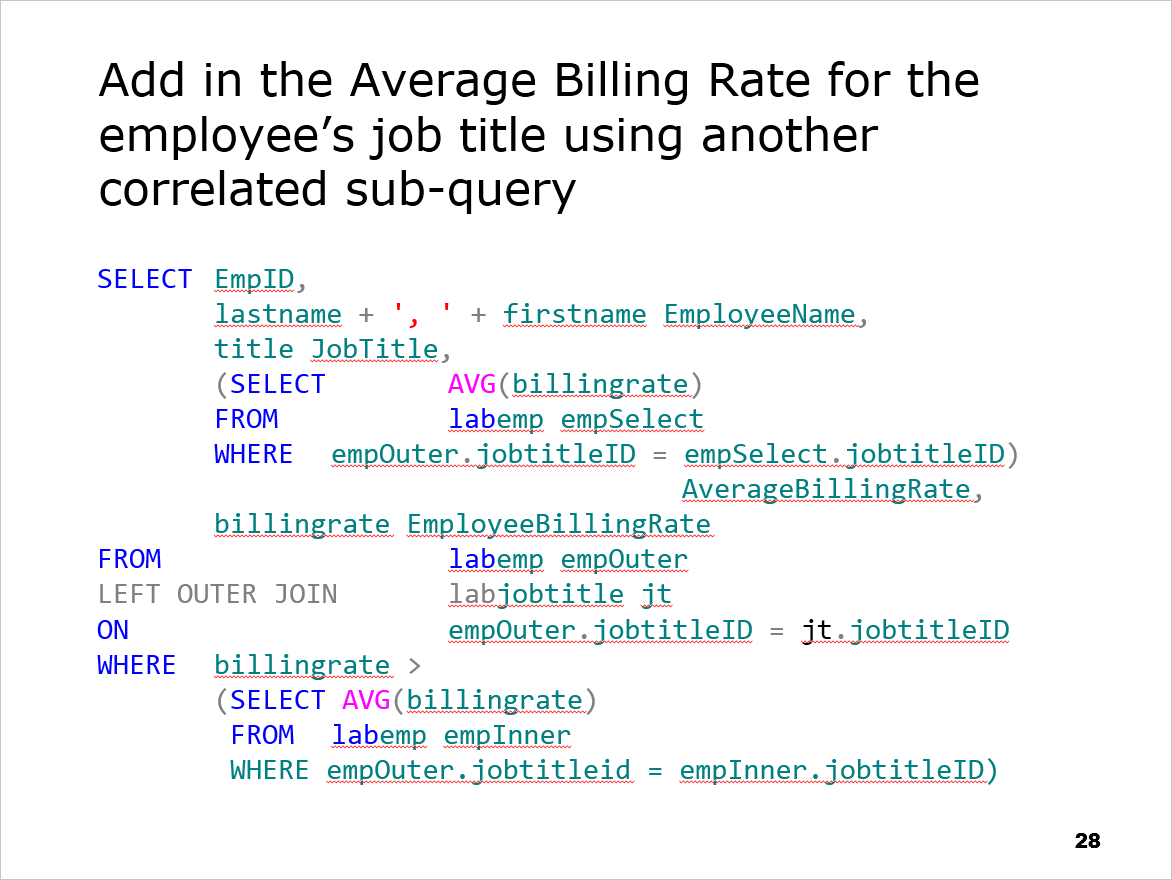 Add in the Average Billing Rate for the
employee’s job title using another
correlated sub-query
SELECT EmpID,
lastname + ', ' + firstname EmployeeName,
title JobTitle,
(SELECT AVG(billingrate)
FROM labemp empSelect
WHERE empOuter.jobtitleID = empSelect.jobtitleID)
AverageBillingRate,
billingrate EmployeeBillingRate
FROM labemp empOuter
LEFT OUTER JOIN labjobtitle jt
ON empOuter.jobtitleID = jt.jobtitleID
WHERE billingrate >
(SELECT AVG(billingrate)
FROM labemp empInner
WHERE empOuter.jobtitleid = empInner.jobtitleID)
28